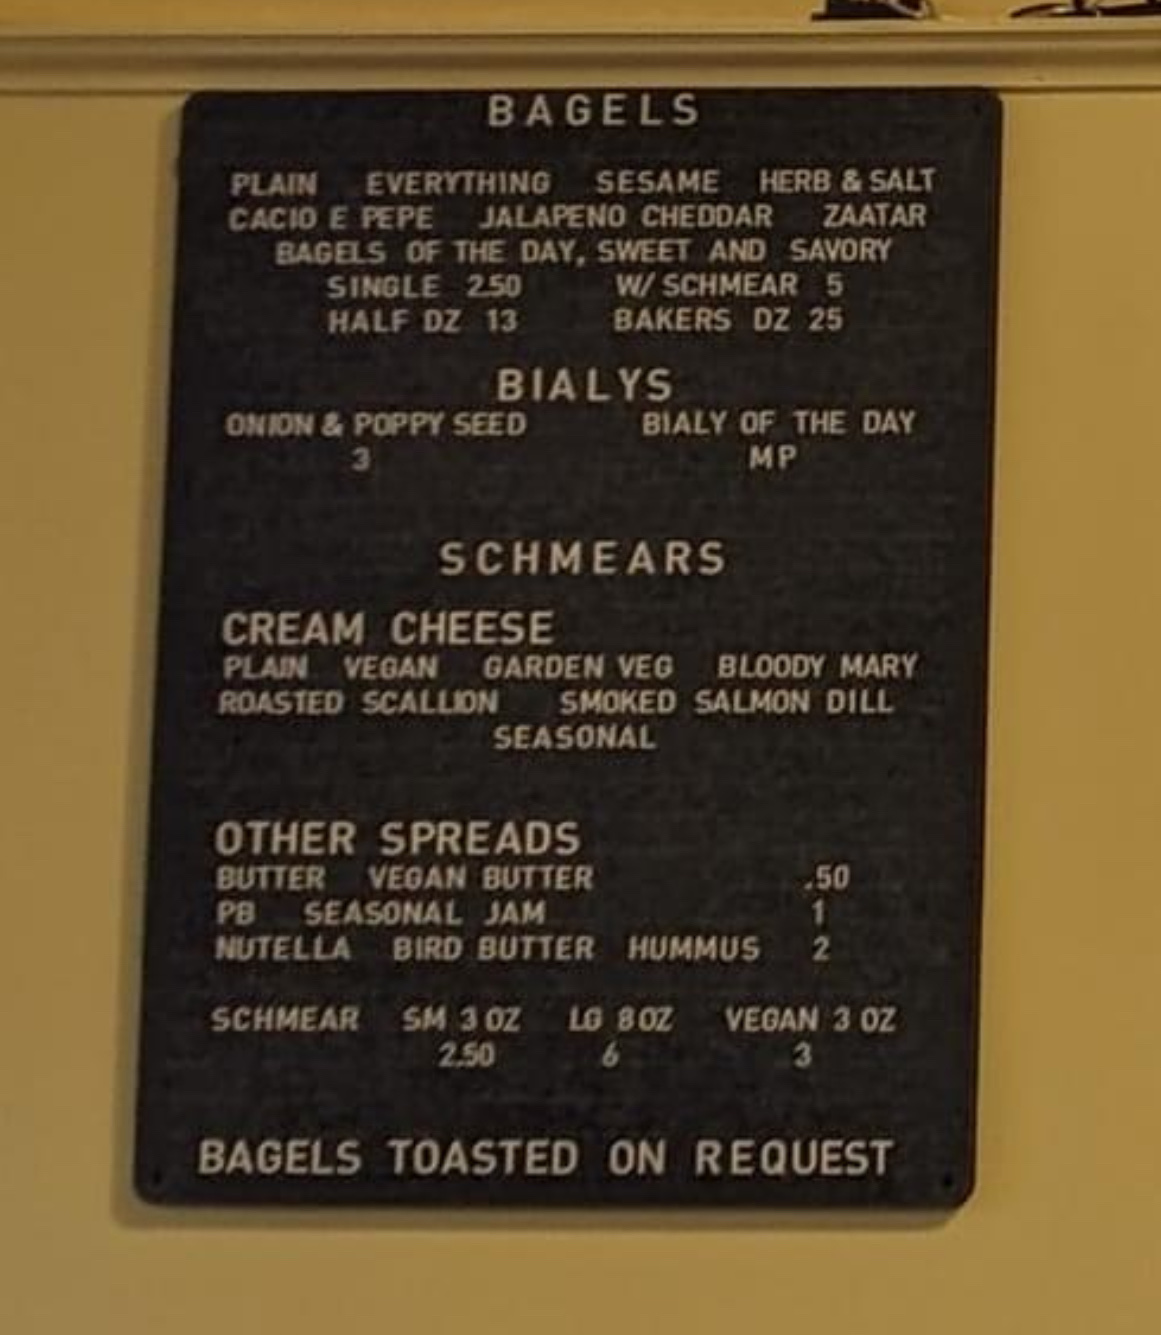 BAGELS
PLAIN EVERYTHING SESAME HERB & SALT
CACIO E PEPE JALAPENO CHEDDAR ZAATAR
BAGELS OF THE DAY, SWEET AND SAVORY
SINGLE 2.50 W/ SCHMEAR 5
HALF DZ 13 BAKERS DZ 25
BIALYS
ONION & POPPY SEED BIALY OF THE DAY
3 MP
SCHMEARS
CREAM CHEESE
PLAIN VEGAN GARDEN VEG BLOODY MARY
ROASTED SCALLION SMOKED SALMON DILL
SEASONAL
OTHER SPREADS
BUTTER VEGAN BUTTER .50
PB SEASONAL JAM 1
NUTELLA BIRD BUTTER HUMMUS 2
SCHMEAR SM 3 OZ LG 8 OZ VEGAN 3 OZ
2.50 6 3
BAGELS TOASTED ON REQUEST